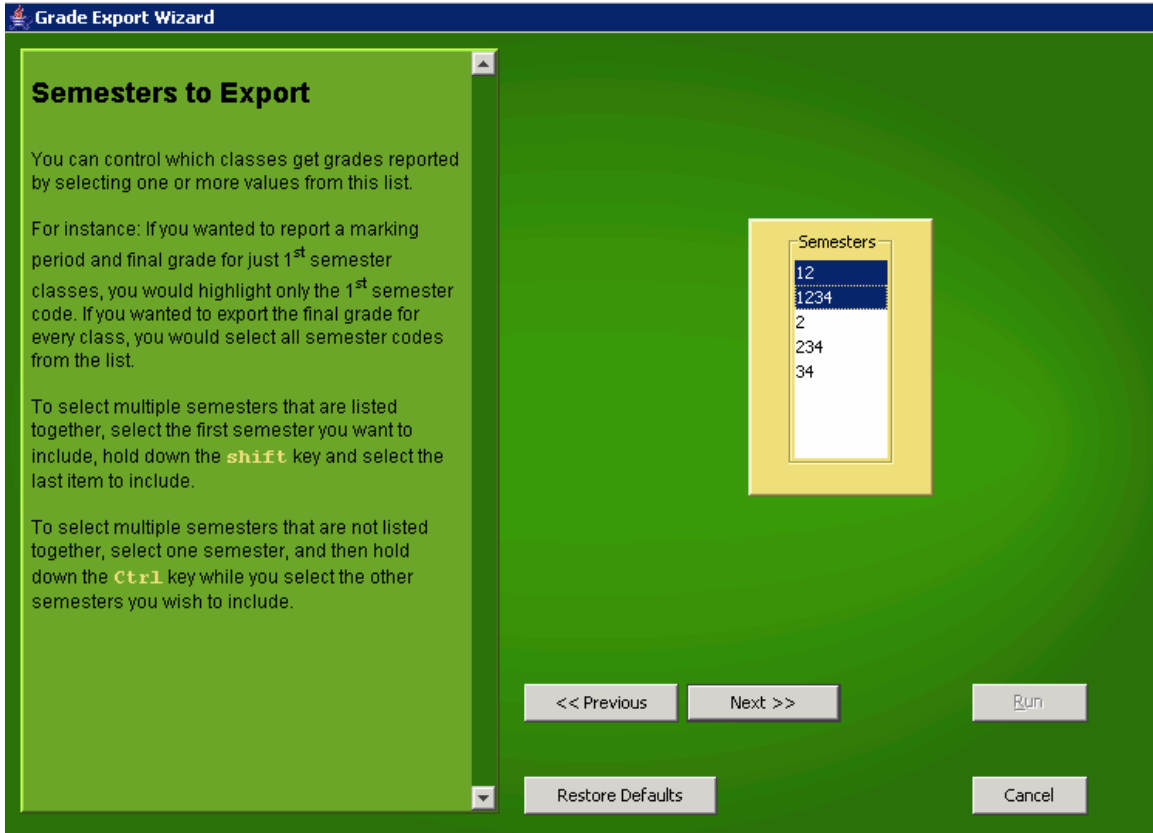 Grade Export Wizard
Semesters to Export
You can control which classes get grades reported
by selecting one or more values from this list.
For instance: If you wanted to report a marking
period and final grade for just 1st semester
classes, you would highlight only the 1st semester
code. If you wanted to export the final grade for
every class, you would select all semester codes
from the list.
To select multiple semesters that are listed
together, select the first semester you want to
include, hold down the shift key and select the
last item to include.
To select multiple semesters that are not listed
together, select one semester, and then hold
down the Ctrl key while you select the other
semesters you wish to include.
Semesters
12
1234
2
234
34
<< Previous
Next >>
Run
Restore Defaults
Cancel